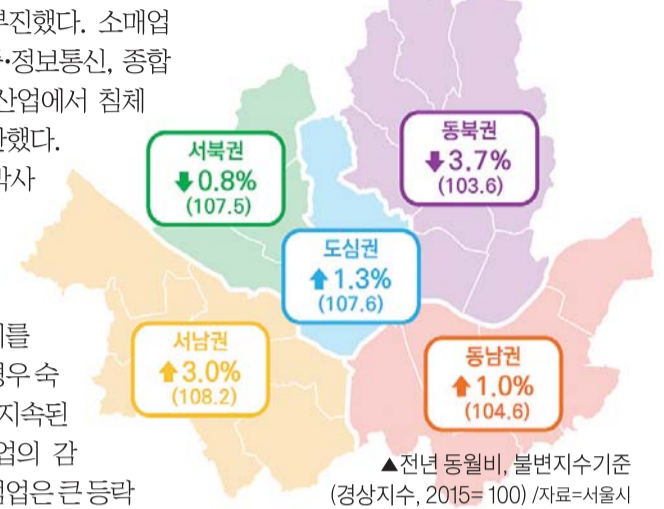 부진했다. 소매업
·정보통신, 종합
산업에서 침체
했다.
박사
를
경우 숙
지속된
업의 감
업은 큰 등락
서북권
↓0.8%
(107.5)
동북권
↓3.7%
(103.6)
도심권
↑1.3%
(107.6)
서남권
↑3.0%
(108.2)
동남권
↑1.0%
(104.6)
▲전년 동월비, 불변지수기준
(경상지수, 2015=100) /자료=서울시